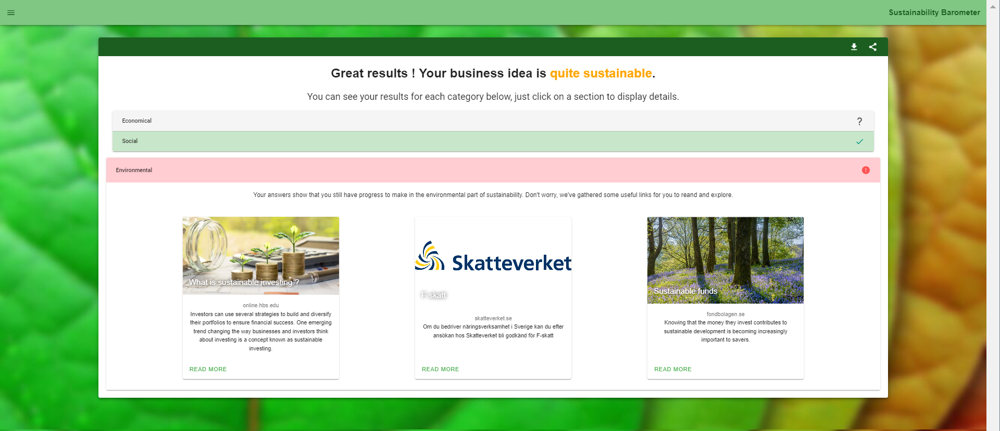 Sustainability Barometer
Great results ! Your business idea is quite sustainable.
You can see your results for each category below, just click on a section to display details.
Economical
?
Social
Environmental
Your answers show that you still have progress to make in the environmental part of sustainability. Don't worry, we've gathered some useful links for you to reand and explore.
What is sustainable investing ?
online.hbs.edu
Investors can use several strategies to build and diversify
their portfolios to ensure financial success. One emerging
trend changing the way businesses and investors think
about investing is a concept known as sustainable
investing.
READ MORE
Skatteverket
F-skatt
skatteverket.se
Om du bedriver näringsverksamhet i Sverige kan du efter
ansökan hos Skatteverket bli godkänd för F-skatt
READ MORE
Sustainable funds
fondbolagen.se
Knowing that the money they invest contributes to
sustainable development is becoming increasingly
important to savers.
READ MORE